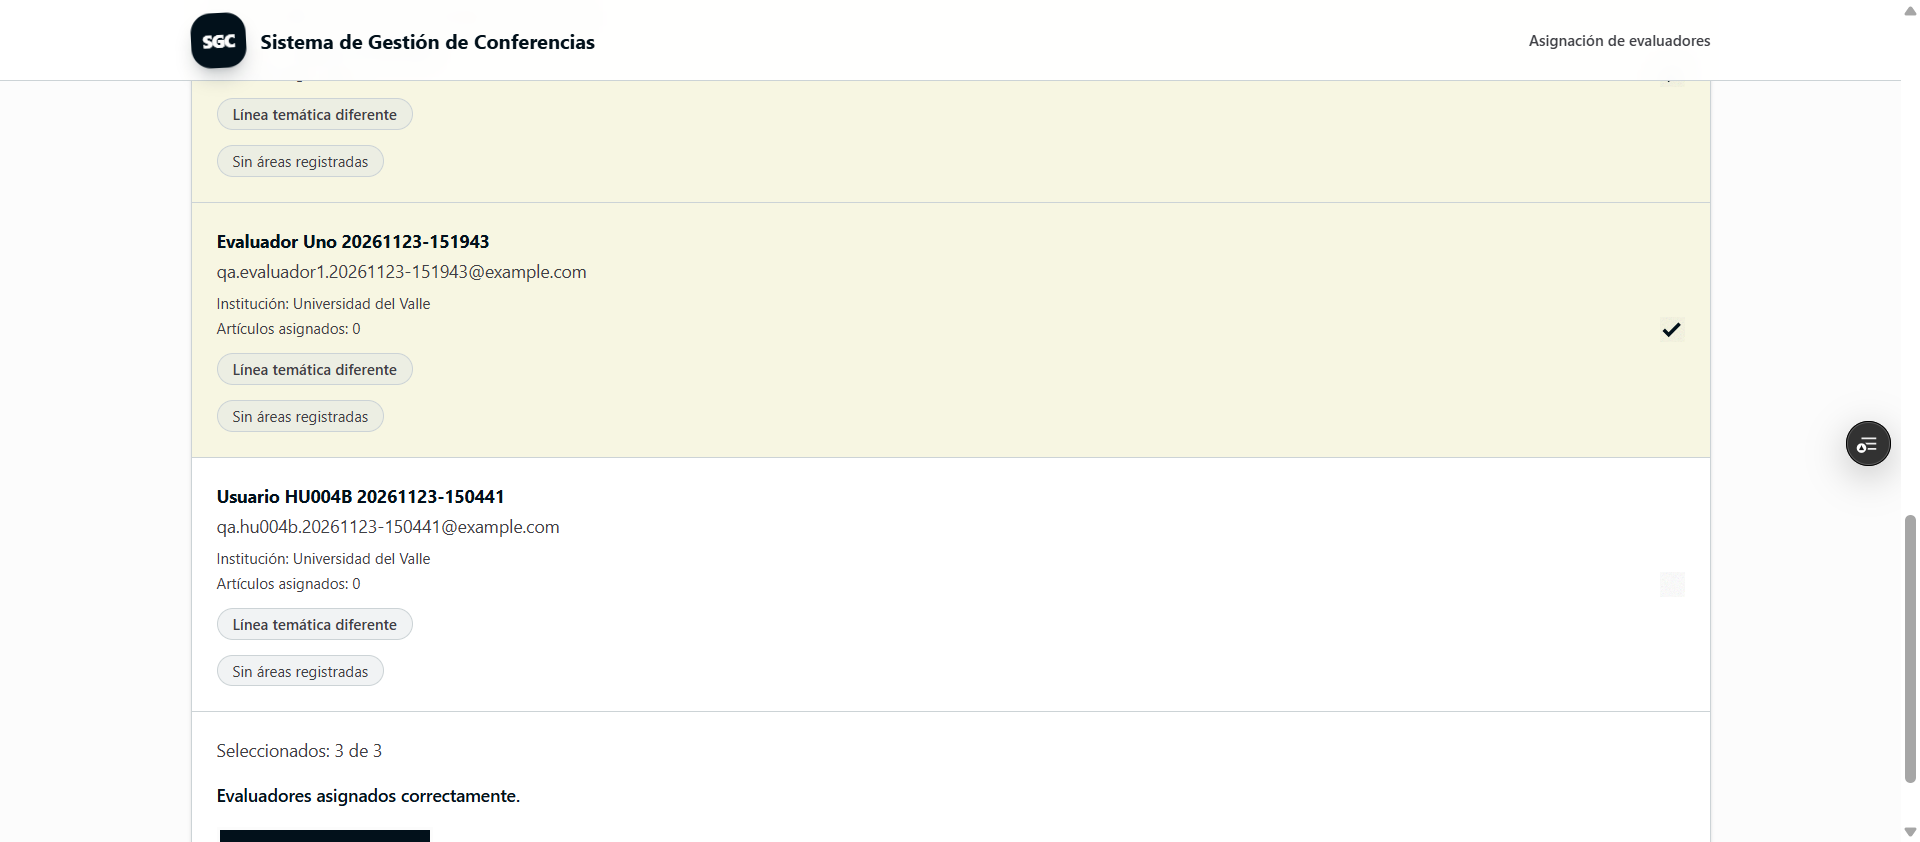 SGC
Sistema de Gestión de Conferencias
Asignación de evaluadores
Línea temática diferente
Sin áreas registradas
Evaluador Uno 20261123-151943
qa.evaluador1.20261123-151943@example.com
Institución: Universidad del Valle
Artículos asignados: 0
Línea temática diferente
Sin áreas registradas
Usuario HU004B 20261123-150441
qa.hu004b.20261123-150441@example.com
Institución: Universidad del Valle
Artículos asignados: 0
Línea temática diferente
Sin áreas registradas
Seleccionados: 3 de 3
Evaluadores asignados correctamente.